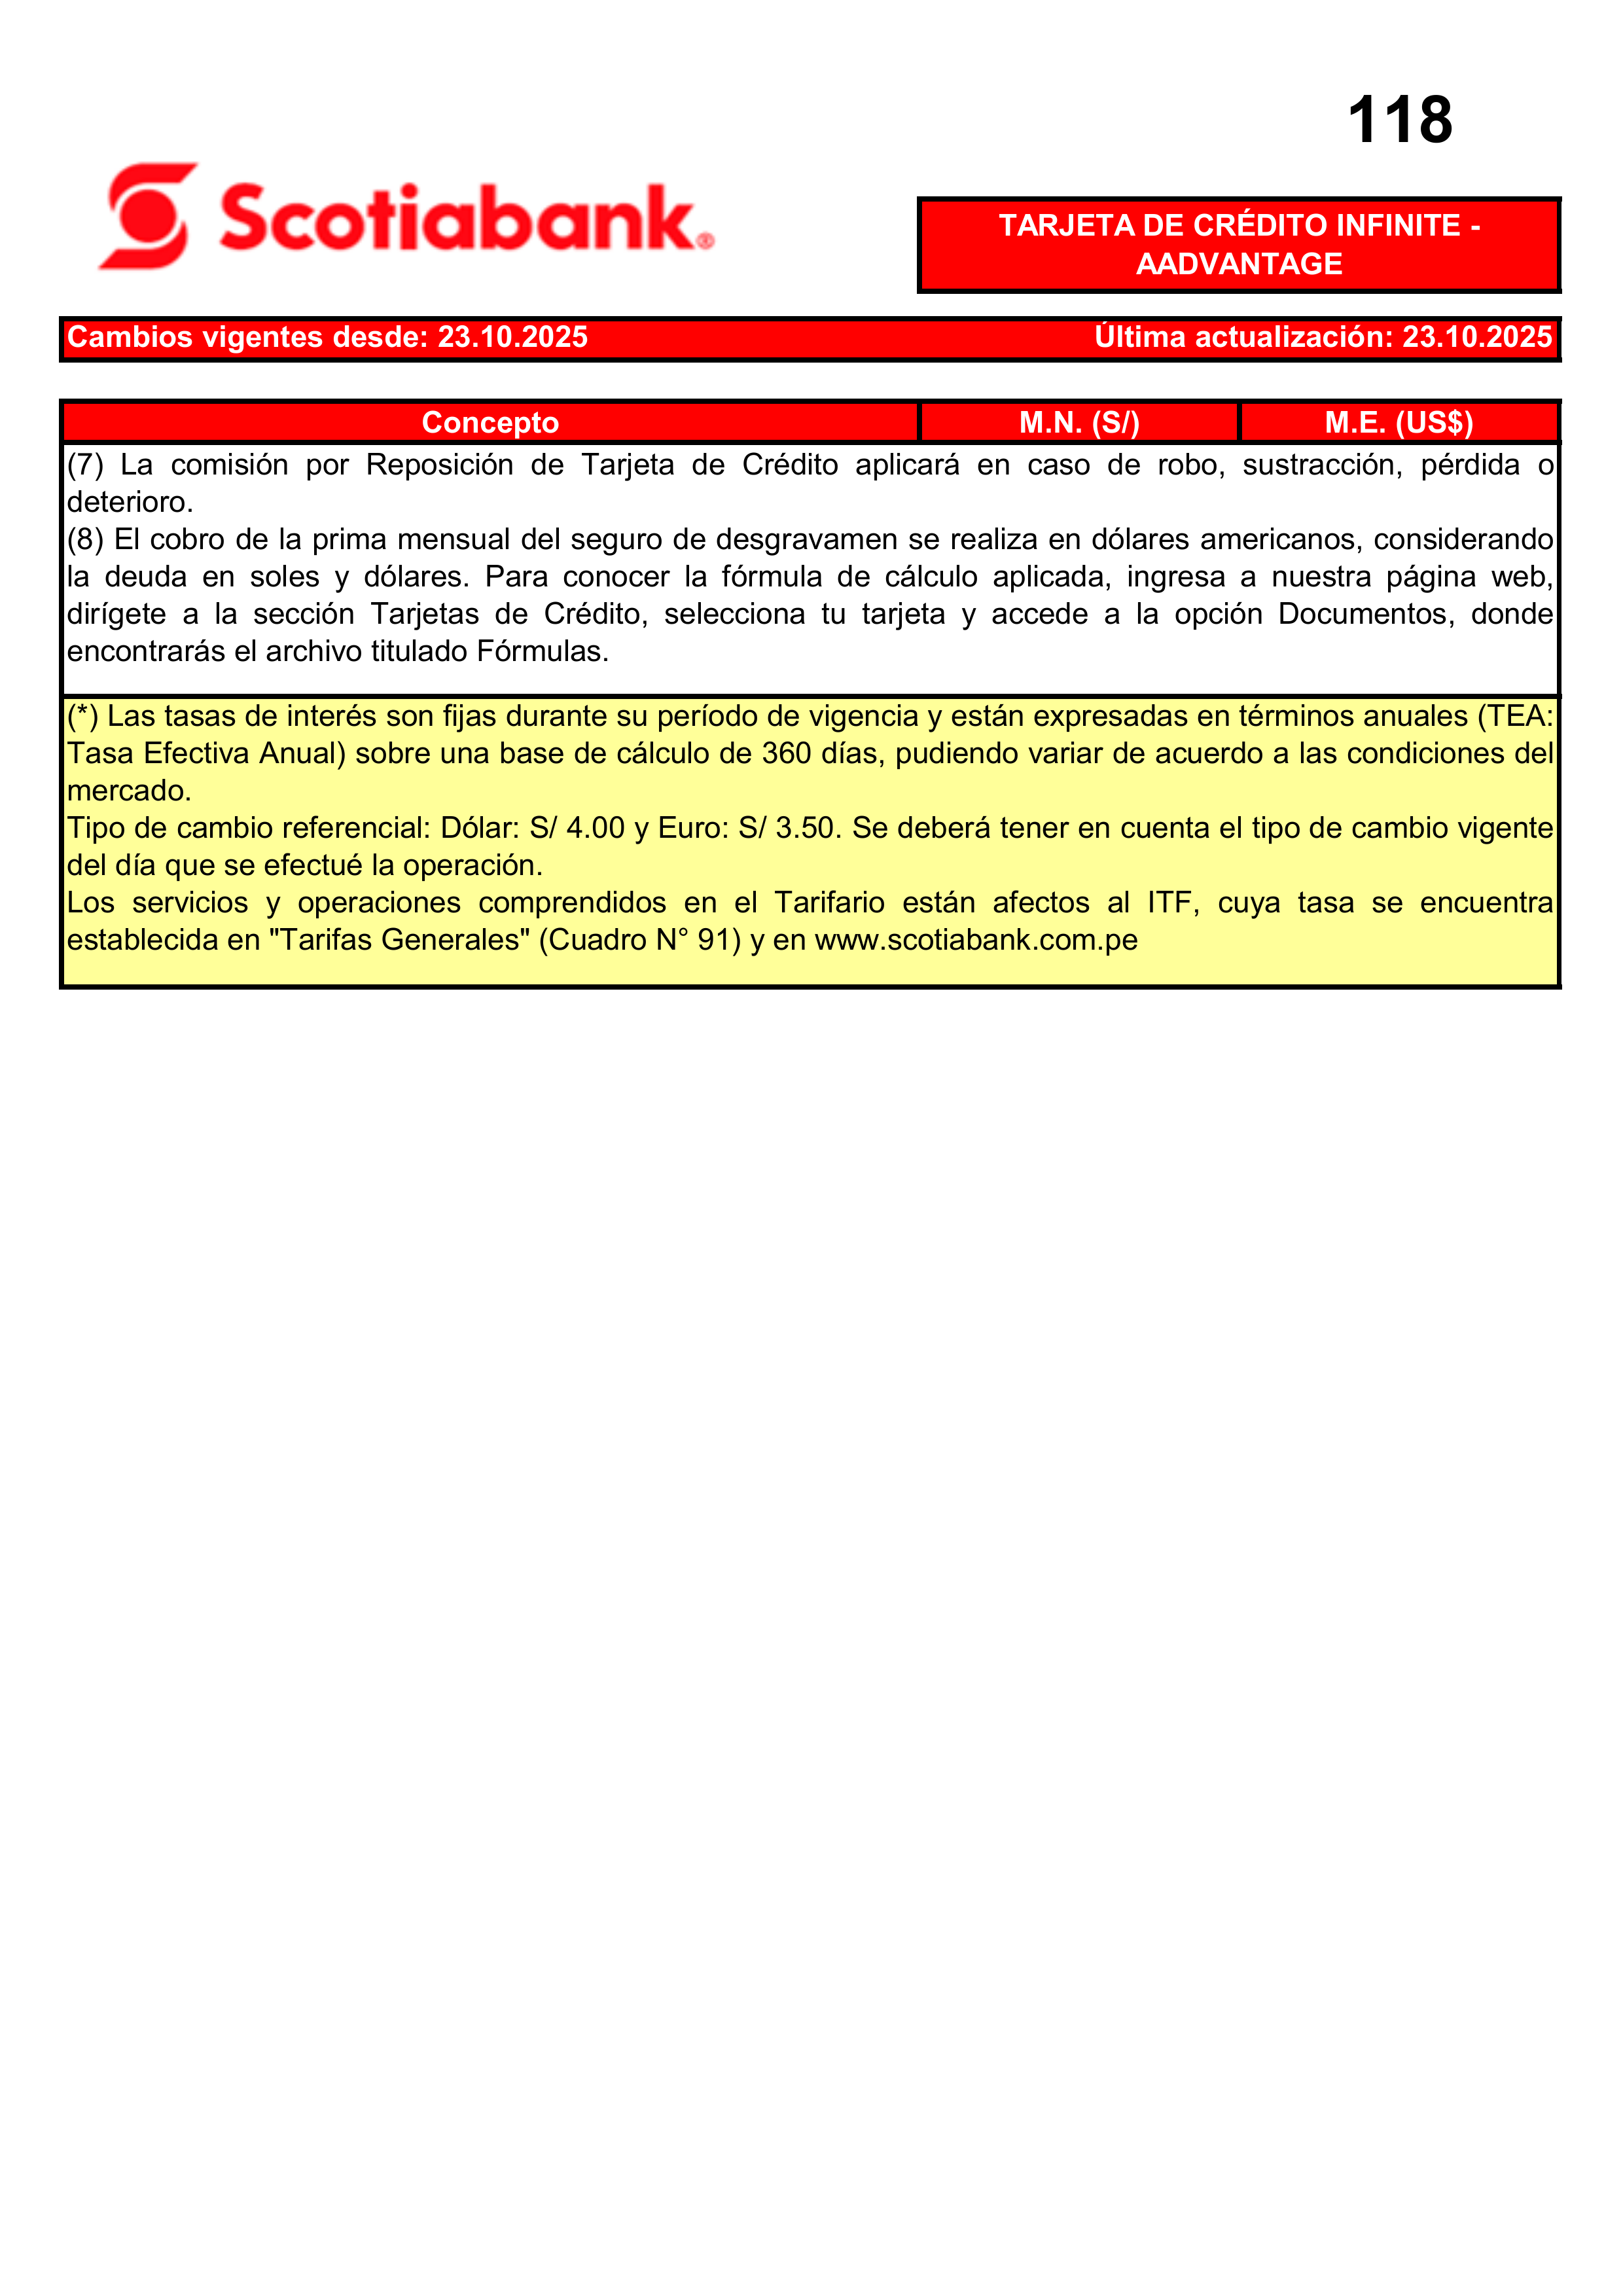 118
Scotiabank®
TARJETA DE CRÉDITO INFINITE -
AADVANTAGE
Cambios vigentes desde: 23.10.2025 Última actualización: 23.10.2025
Concepto M.N. (S/) M.E. (US$)
(7) La comisión por Reposición de Tarjeta de Crédito aplicará en caso de robo, sustracción, pérdida o
deterioro.
(8) El cobro de la prima mensual del seguro de desgravamen se realiza en dólares americanos, considerando
la deuda en soles y dólares. Para conocer la fórmula de cálculo aplicada, ingresa a nuestra página web,
dirígete a la sección Tarjetas de Crédito, selecciona tu tarjeta y accede a la opción Documentos, donde
encontrarás el archivo titulado Fórmulas.
(*) Las tasas de interés son fijas durante su período de vigencia y están expresadas en términos anuales (TEA:
Tasa Efectiva Anual) sobre una base de cálculo de 360 días, pudiendo variar de acuerdo a las condiciones del
mercado.
Tipo de cambio referencial: Dólar: S/ 4.00 y Euro: S/ 3.50. Se deberá tener en cuenta el tipo de cambio vigente
del día que se efectué la operación.
Los servicios y operaciones comprendidos en el Tarifario están afectos al ITF, cuya tasa se encuentra
establecida en "Tarifas Generales" (Cuadro N° 91) y en www.scotiabank.com.pe